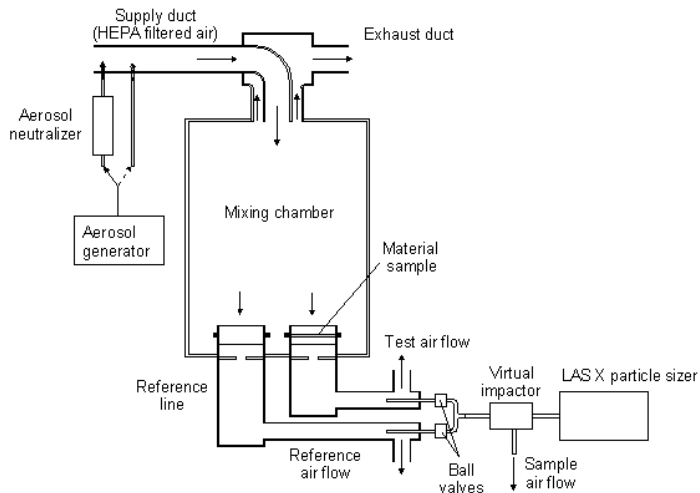 Supply duct
(HEPA filtered air)
Exhaust duct
Aerosol
neutralizer
Mixing chamber
Aerosol
generator
Material
sample
Test air flow
Reference
line
Virtual
impactor
LAS X particle sizer
Reference
air flow
Ball
valves
Sample
air flow